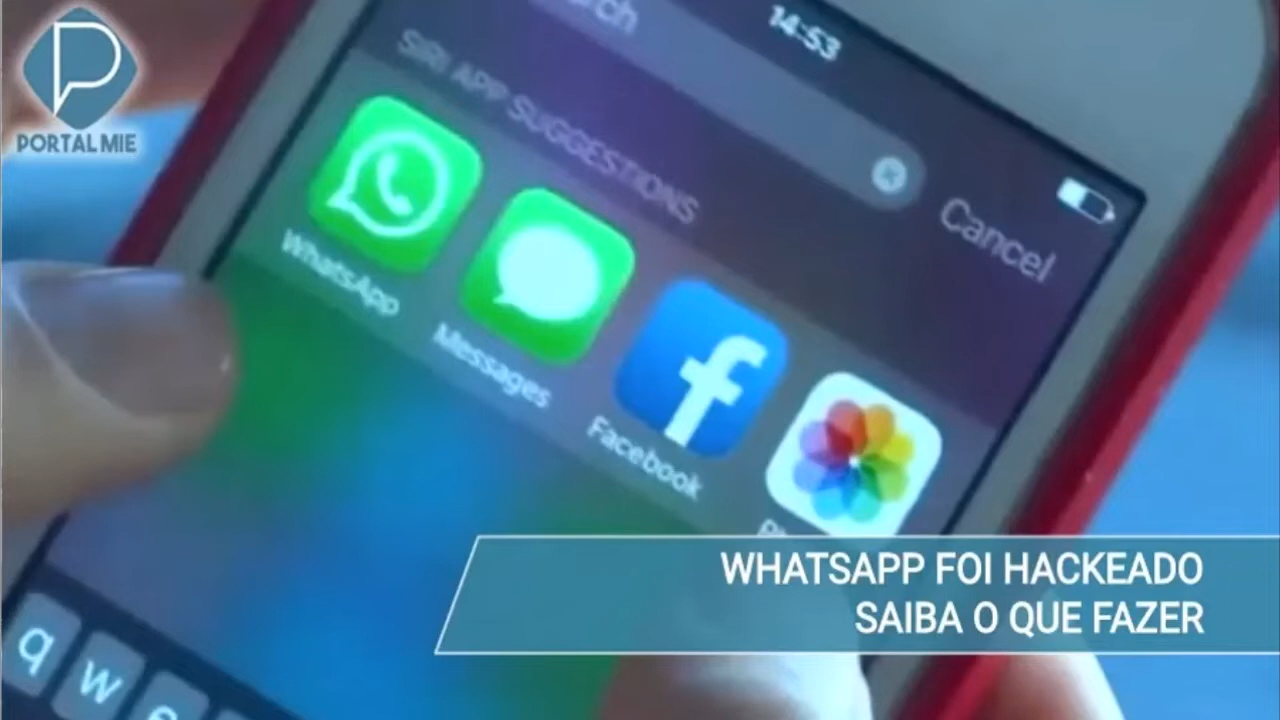 PORTAL MIE
14:53
Cancel
SIRI APP SUGGESTIONS
WhatsApp
Messages
Facebook
WHATSAPP FOI HACKEADO
SAIBA O QUE FAZER
q w e